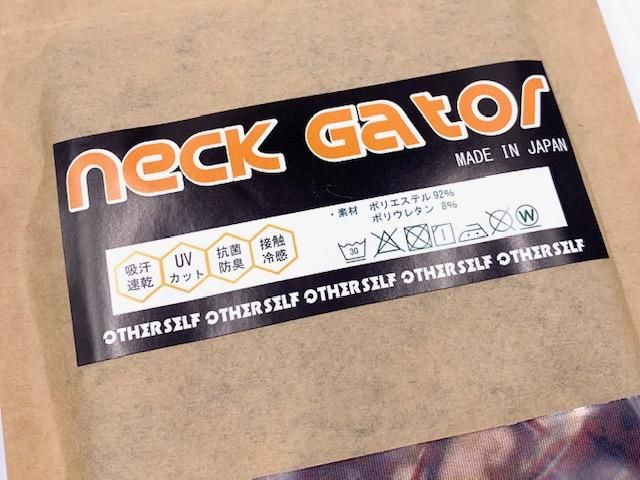 neck Gator
MADE IN JAPAN
・素材 ポリエステル 92%
ポリウレタン 8%
吸汗
速乾
UV
カット
抗菌
防臭
接触
冷感
30
W
OTHERSELF OTHERSELF OTHERSELF OTHERSELF OTHERSELF